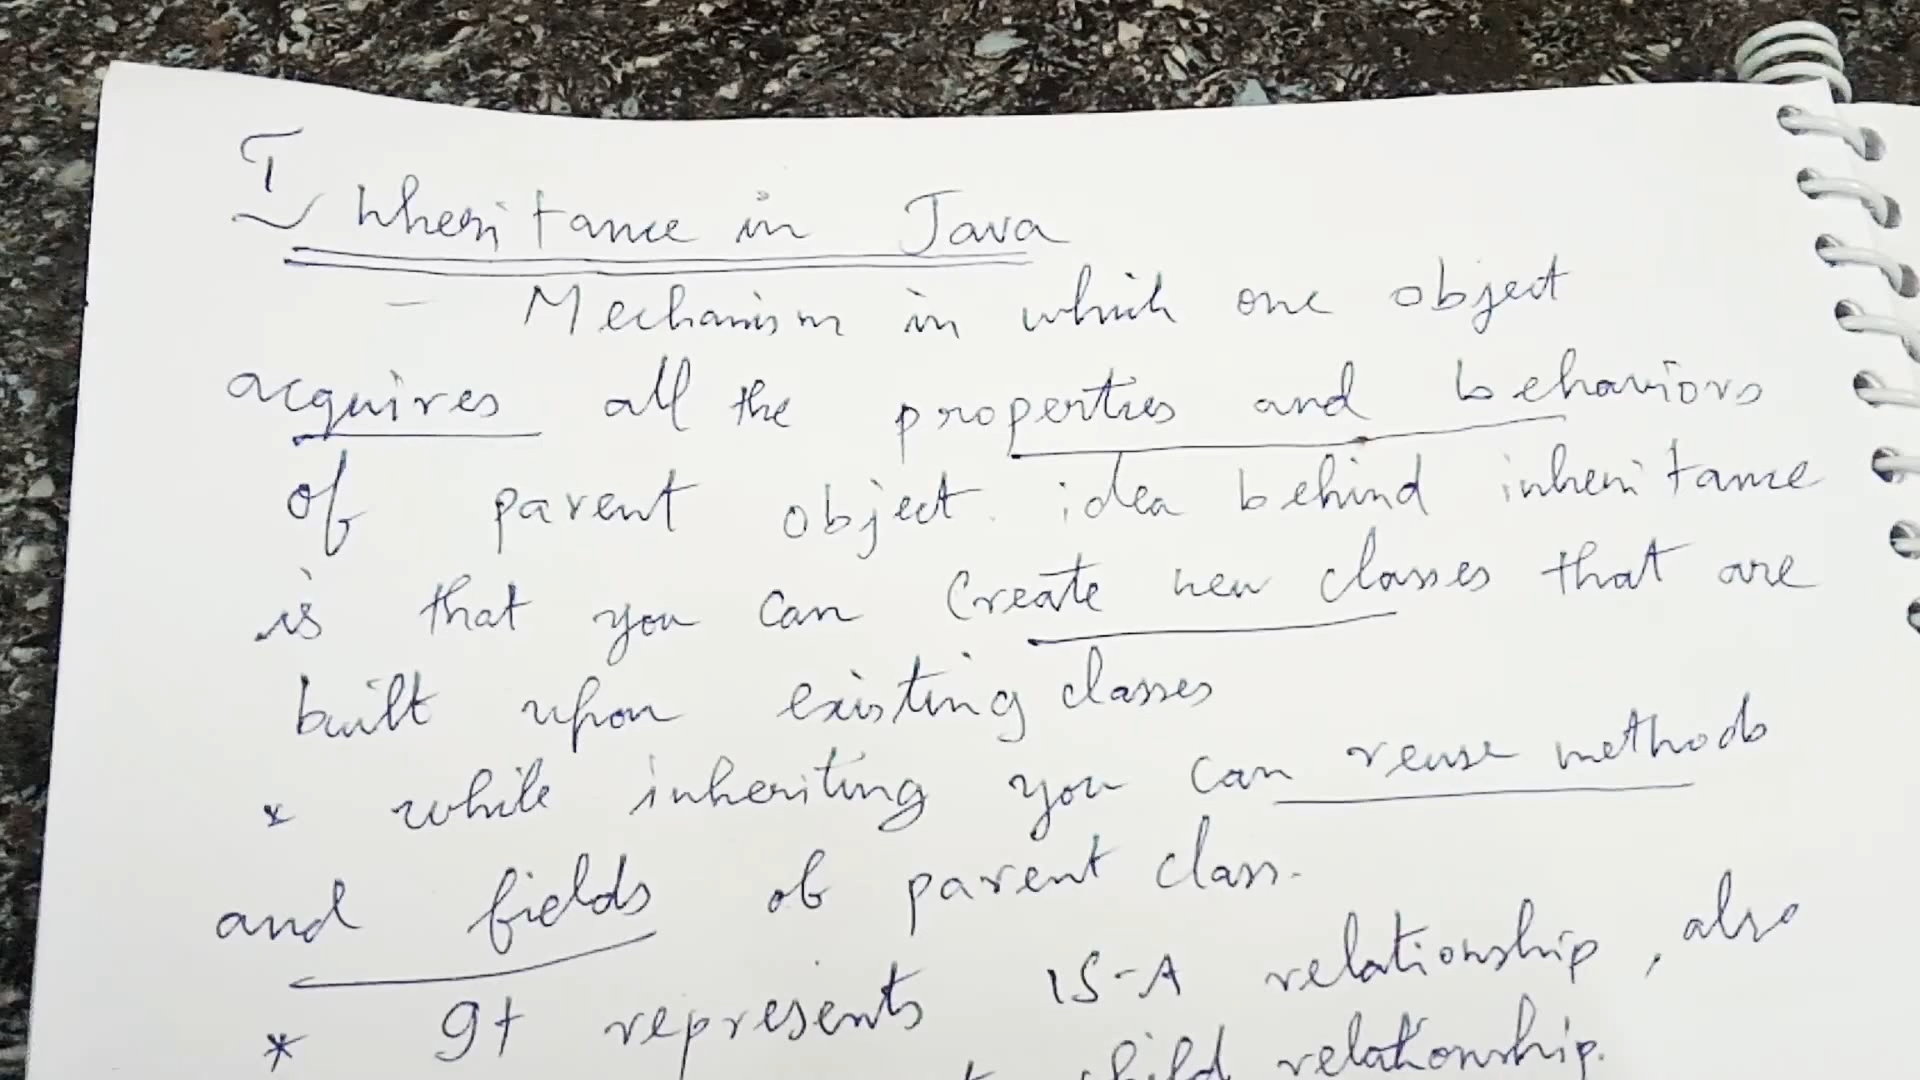 Inheritance in Java
- Mechanism in which one object
acquires all the properties and behaviors
of parent object. idea behind inheritance
is that you can create new classes that are
built upon existing classes
* while inheriting you can reuse methods
and fields of parent class.
* It represents IS-A relationship, also
child relationship.